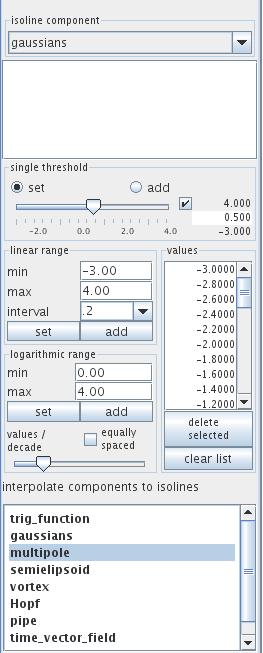 isoline component
gaussians
single threshold
set
add
4.000
0.500
-3.000
-2.0 0.0 2.0 4.0
linear range
min -3.00
max 4.00
interval .2
set add
values
-3.0000
-2.8000
-2.6000
-2.4000
-2.2000
-2.0000
-1.8000
-1.6000
-1.4000
-1.2000
logarithmic range
min 0.00
max 4.00
set add
values /
decade
equally
spaced
delete
selected
clear list
interpolate components to isolines
trig_function
gaussians
multipole
semielipsoid
vortex
Hopf
pipe
time_vector_field